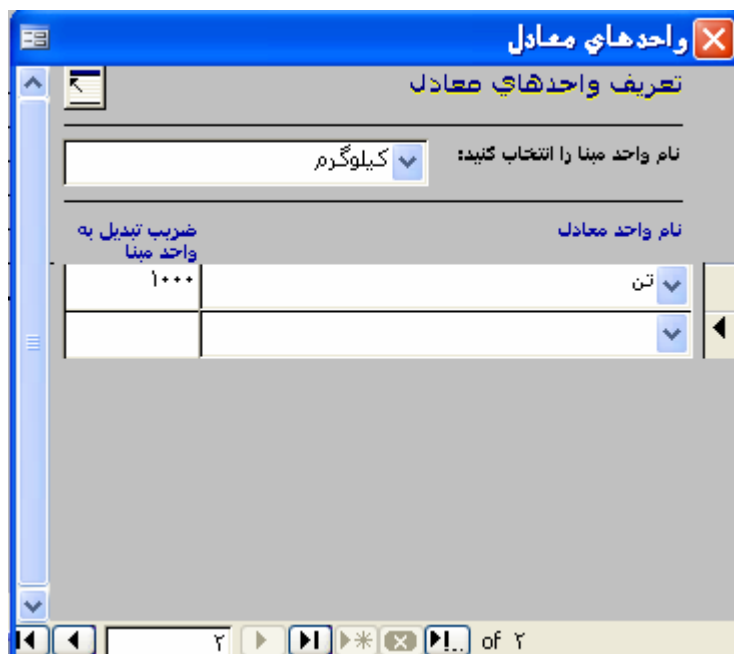 واحدهاي معادل
تعريف واحدهاي معادل
نام واحد مبنا را انتخاب كنيد:
كيلوگرم
نام واحد معادل
ضريب تبديل به
واحد مبنا
تن
۱۰۰۰
۲
of ۲